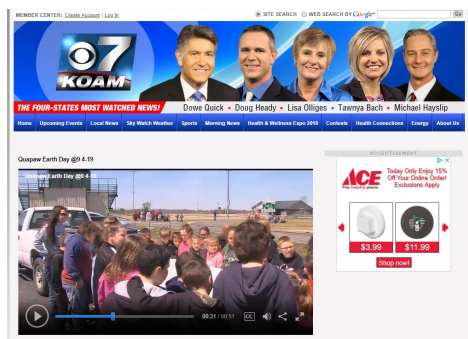 MEMBER CENTER: Create Account | Log In
SITE SEARCH WEB SEARCH BY Google™
Go
7
KOAM
THE FOUR-STATES MOST WATCHED NEWS!
Dowe Quick • Doug Heady • Lisa Olliges • Tawnya Bach • Michael Hayslip
Home Upcoming Events Local News Sky Watch Weather Sports Morning News Health & Wellness Expo 2016 Contests Health Connections Energy About Us
Quapaw Earth Day @9 4.19
Quapaw Earth Day @9 4-19
00:21 / 00:51
CC
ADVERTISEMENT
ACE
The helpful place.
Today Only Enjoy 15%
Off Your Online Order!
Exclusions Apply
$3.99
$11.99
Shop now!